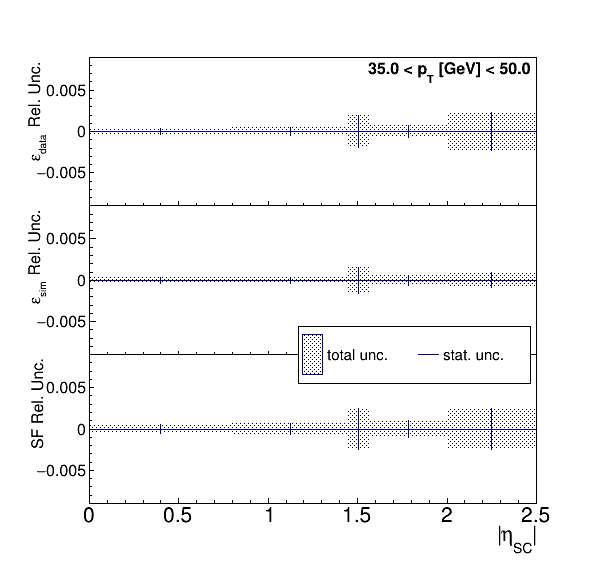 35.0 < p_T [GeV] < 50.0
ε_data Rel. Unc.
0.005
0
−0.005
ε_sim Rel. Unc.
0.005
0
−0.005
total unc.
stat. unc.
SF Rel. Unc.
0.005
0
−0.005
0 0.5 1 1.5 2 2.5
|η_SC|